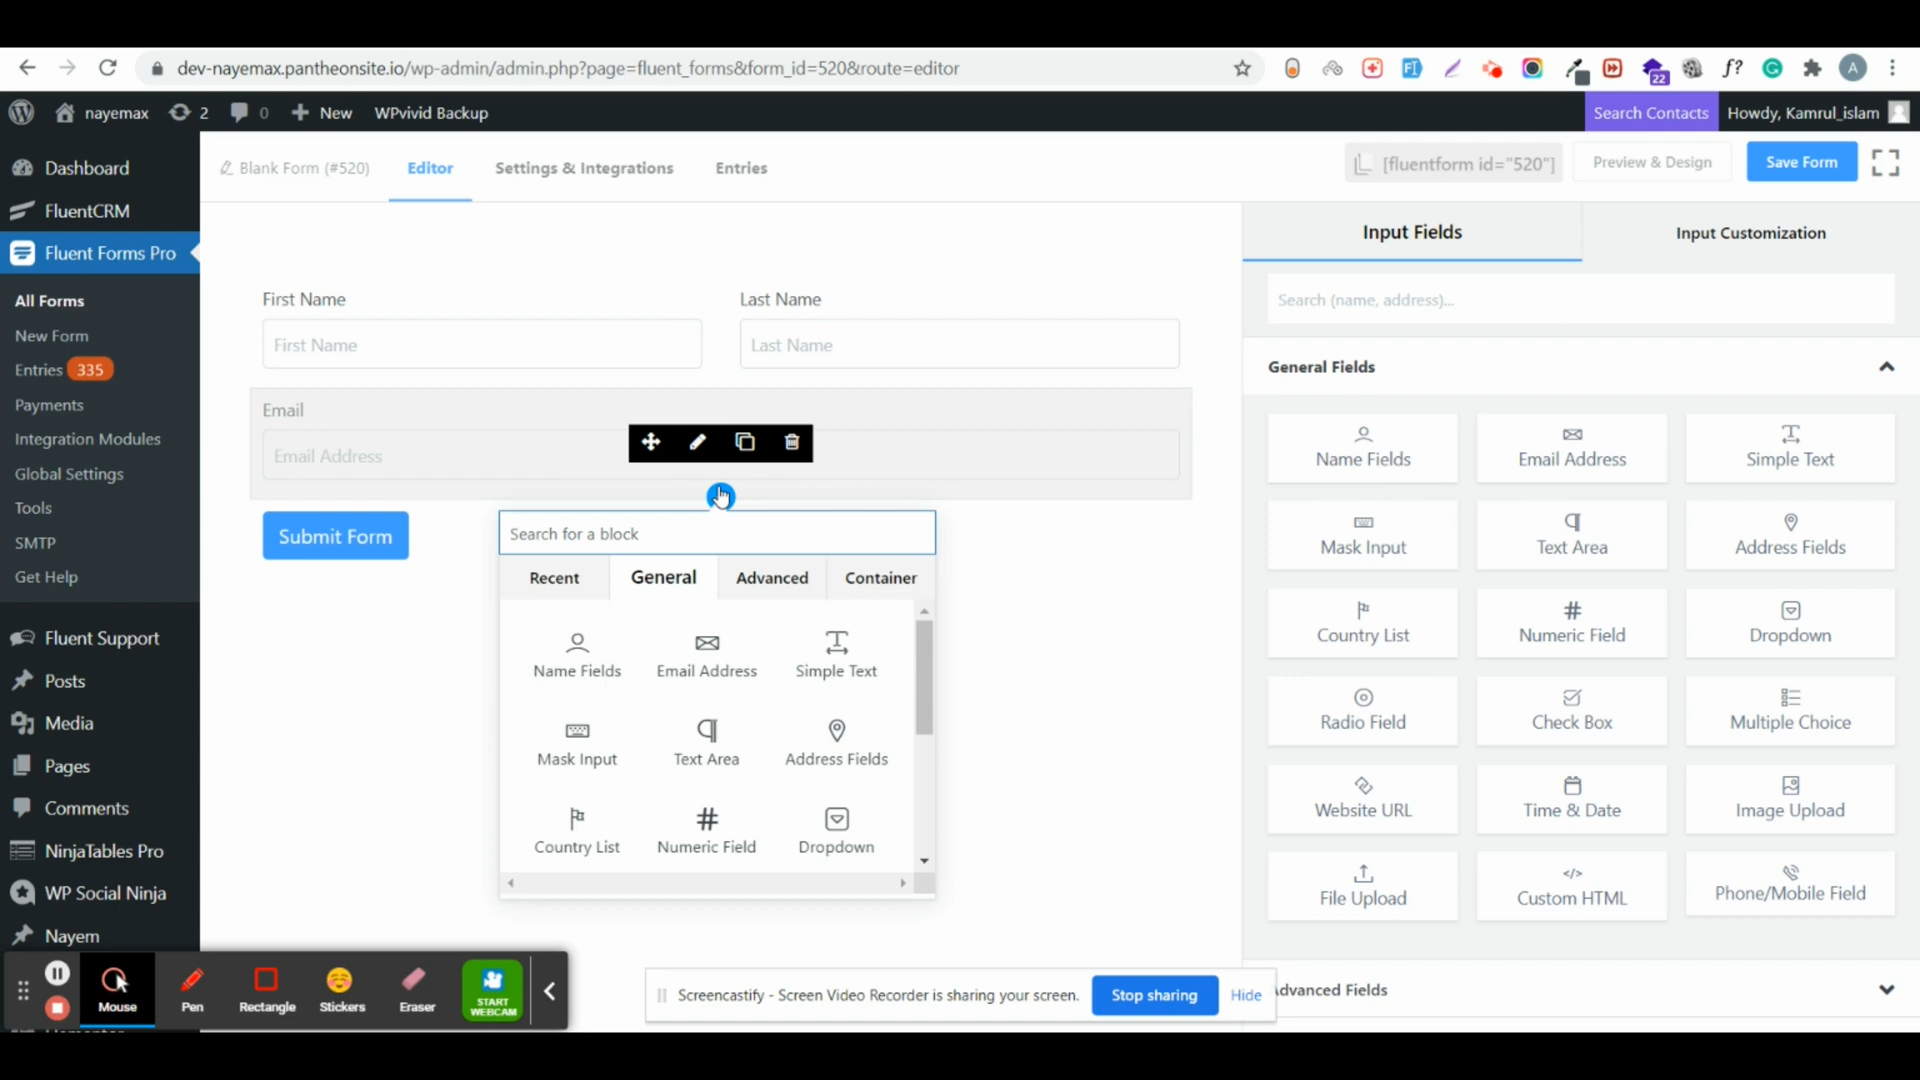 dev-nayemax.pantheonsite.io/wp-admin/admin.php?page=fluent_forms&form_id=520&route=editor
22
f?
A
nayemax 2 0 New WPvivid Backup
Search Contacts Howdy, Kamrul_islam
Dashboard
FluentCRM
Fluent Forms Pro
All Forms
New Form
Entries 335
Payments
Integration Modules
Global Settings
Tools
SMTP
Get Help
Fluent Support
Posts
Media
Pages
Comments
NinjaTables Pro
WP Social Ninja
Nayem
Blank Form (#520) Editor Settings & Integrations Entries
[fluentform id="520"] Preview & Design Save Form
First Name Last Name
First Name Last Name
Email
Email Address
Submit Form
Search for a block
Recent General Advanced Container
Name Fields Email Address Simple Text
Mask Input Text Area Address Fields
Country List Numeric Field Dropdown
Input Fields Input Customization
Search (name, address)...
General Fields
Name Fields Email Address Simple Text
Mask Input Text Area Address Fields
Country List Numeric Field Dropdown
Radio Field Check Box Multiple Choice
Website URL Time & Date Image Upload
File Upload Custom HTML Phone/Mobile Field
dvanced Fields
Mouse Pen Rectangle Stickers Eraser START WEBCAM
Screencastify - Screen Video Recorder is sharing your screen. Stop sharing Hide